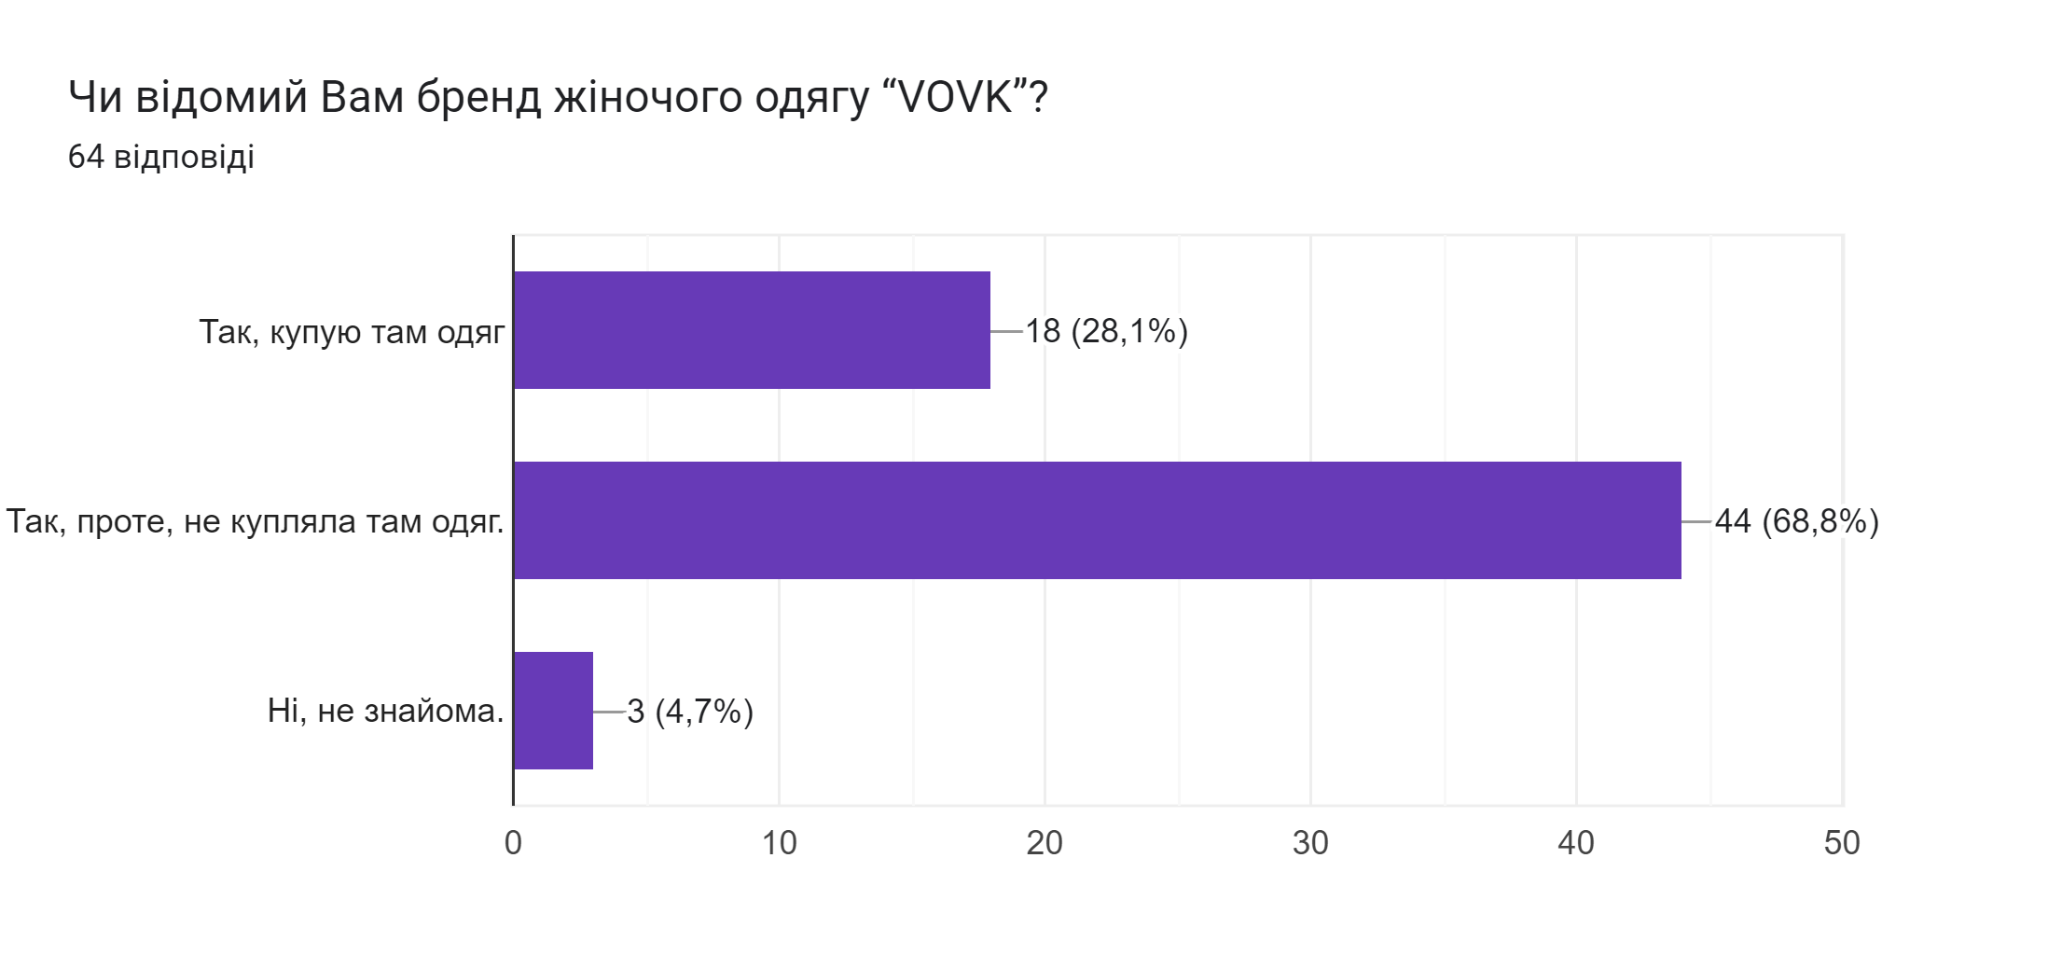 Чи відомий Вам бренд жіночого одягу “VOVK”?
64 відповіді
Так, купую там одяг
18 (28,1%)
Так, проте, не купляла там одяг.
44 (68,8%)
Ні, не знайома.
3 (4,7%)
0 10 20 30 40 50